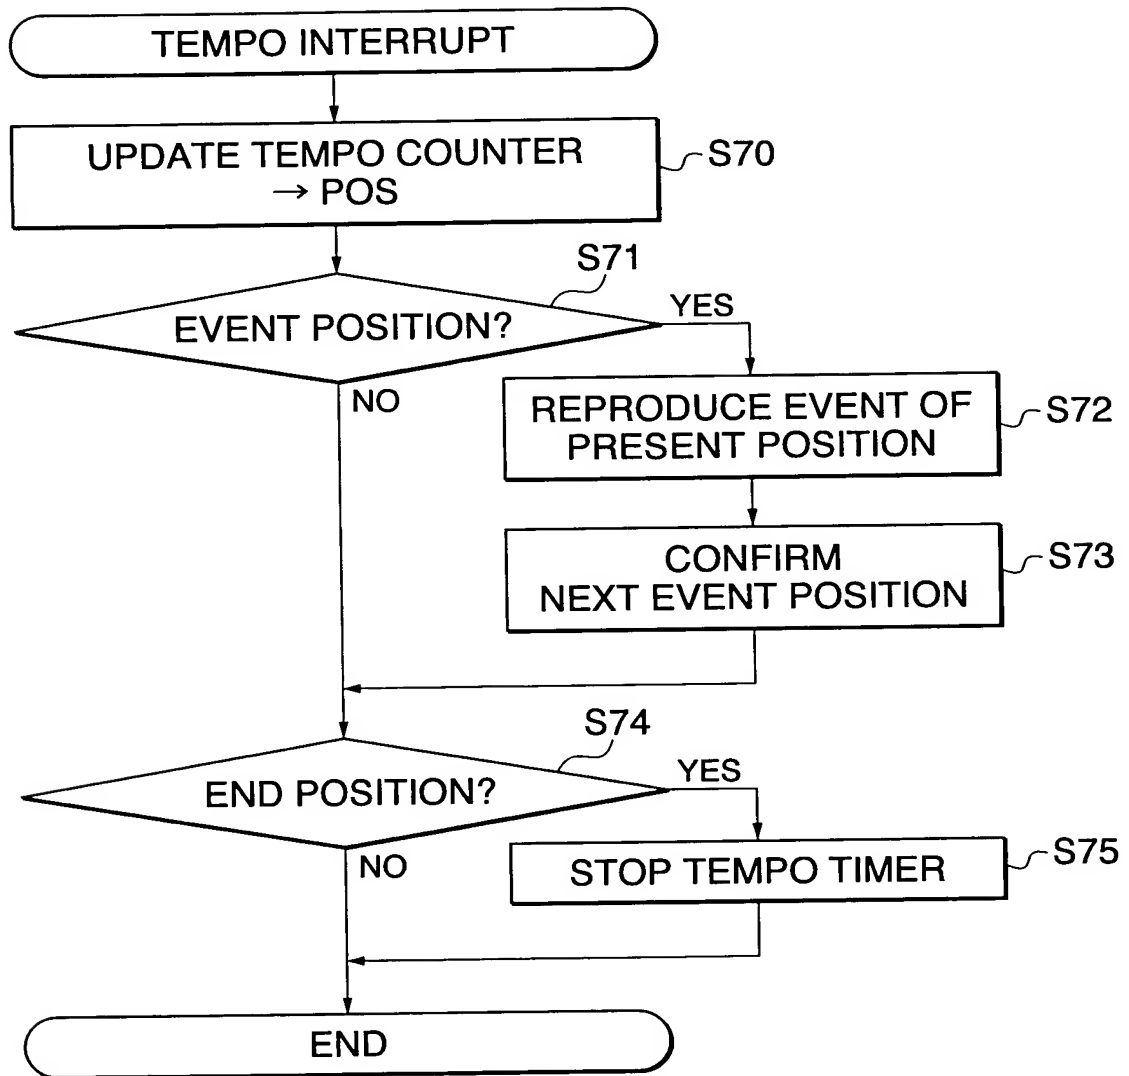 TEMPO INTERRUPT
UPDATE TEMPO COUNTER
→ POS
S70
S71
EVENT POSITION?
YES
NO
REPRODUCE EVENT OF
PRESENT POSITION
S72
CONFIRM
NEXT EVENT POSITION
S73
S74
END POSITION?
YES
NO
STOP TEMPO TIMER
S75
END